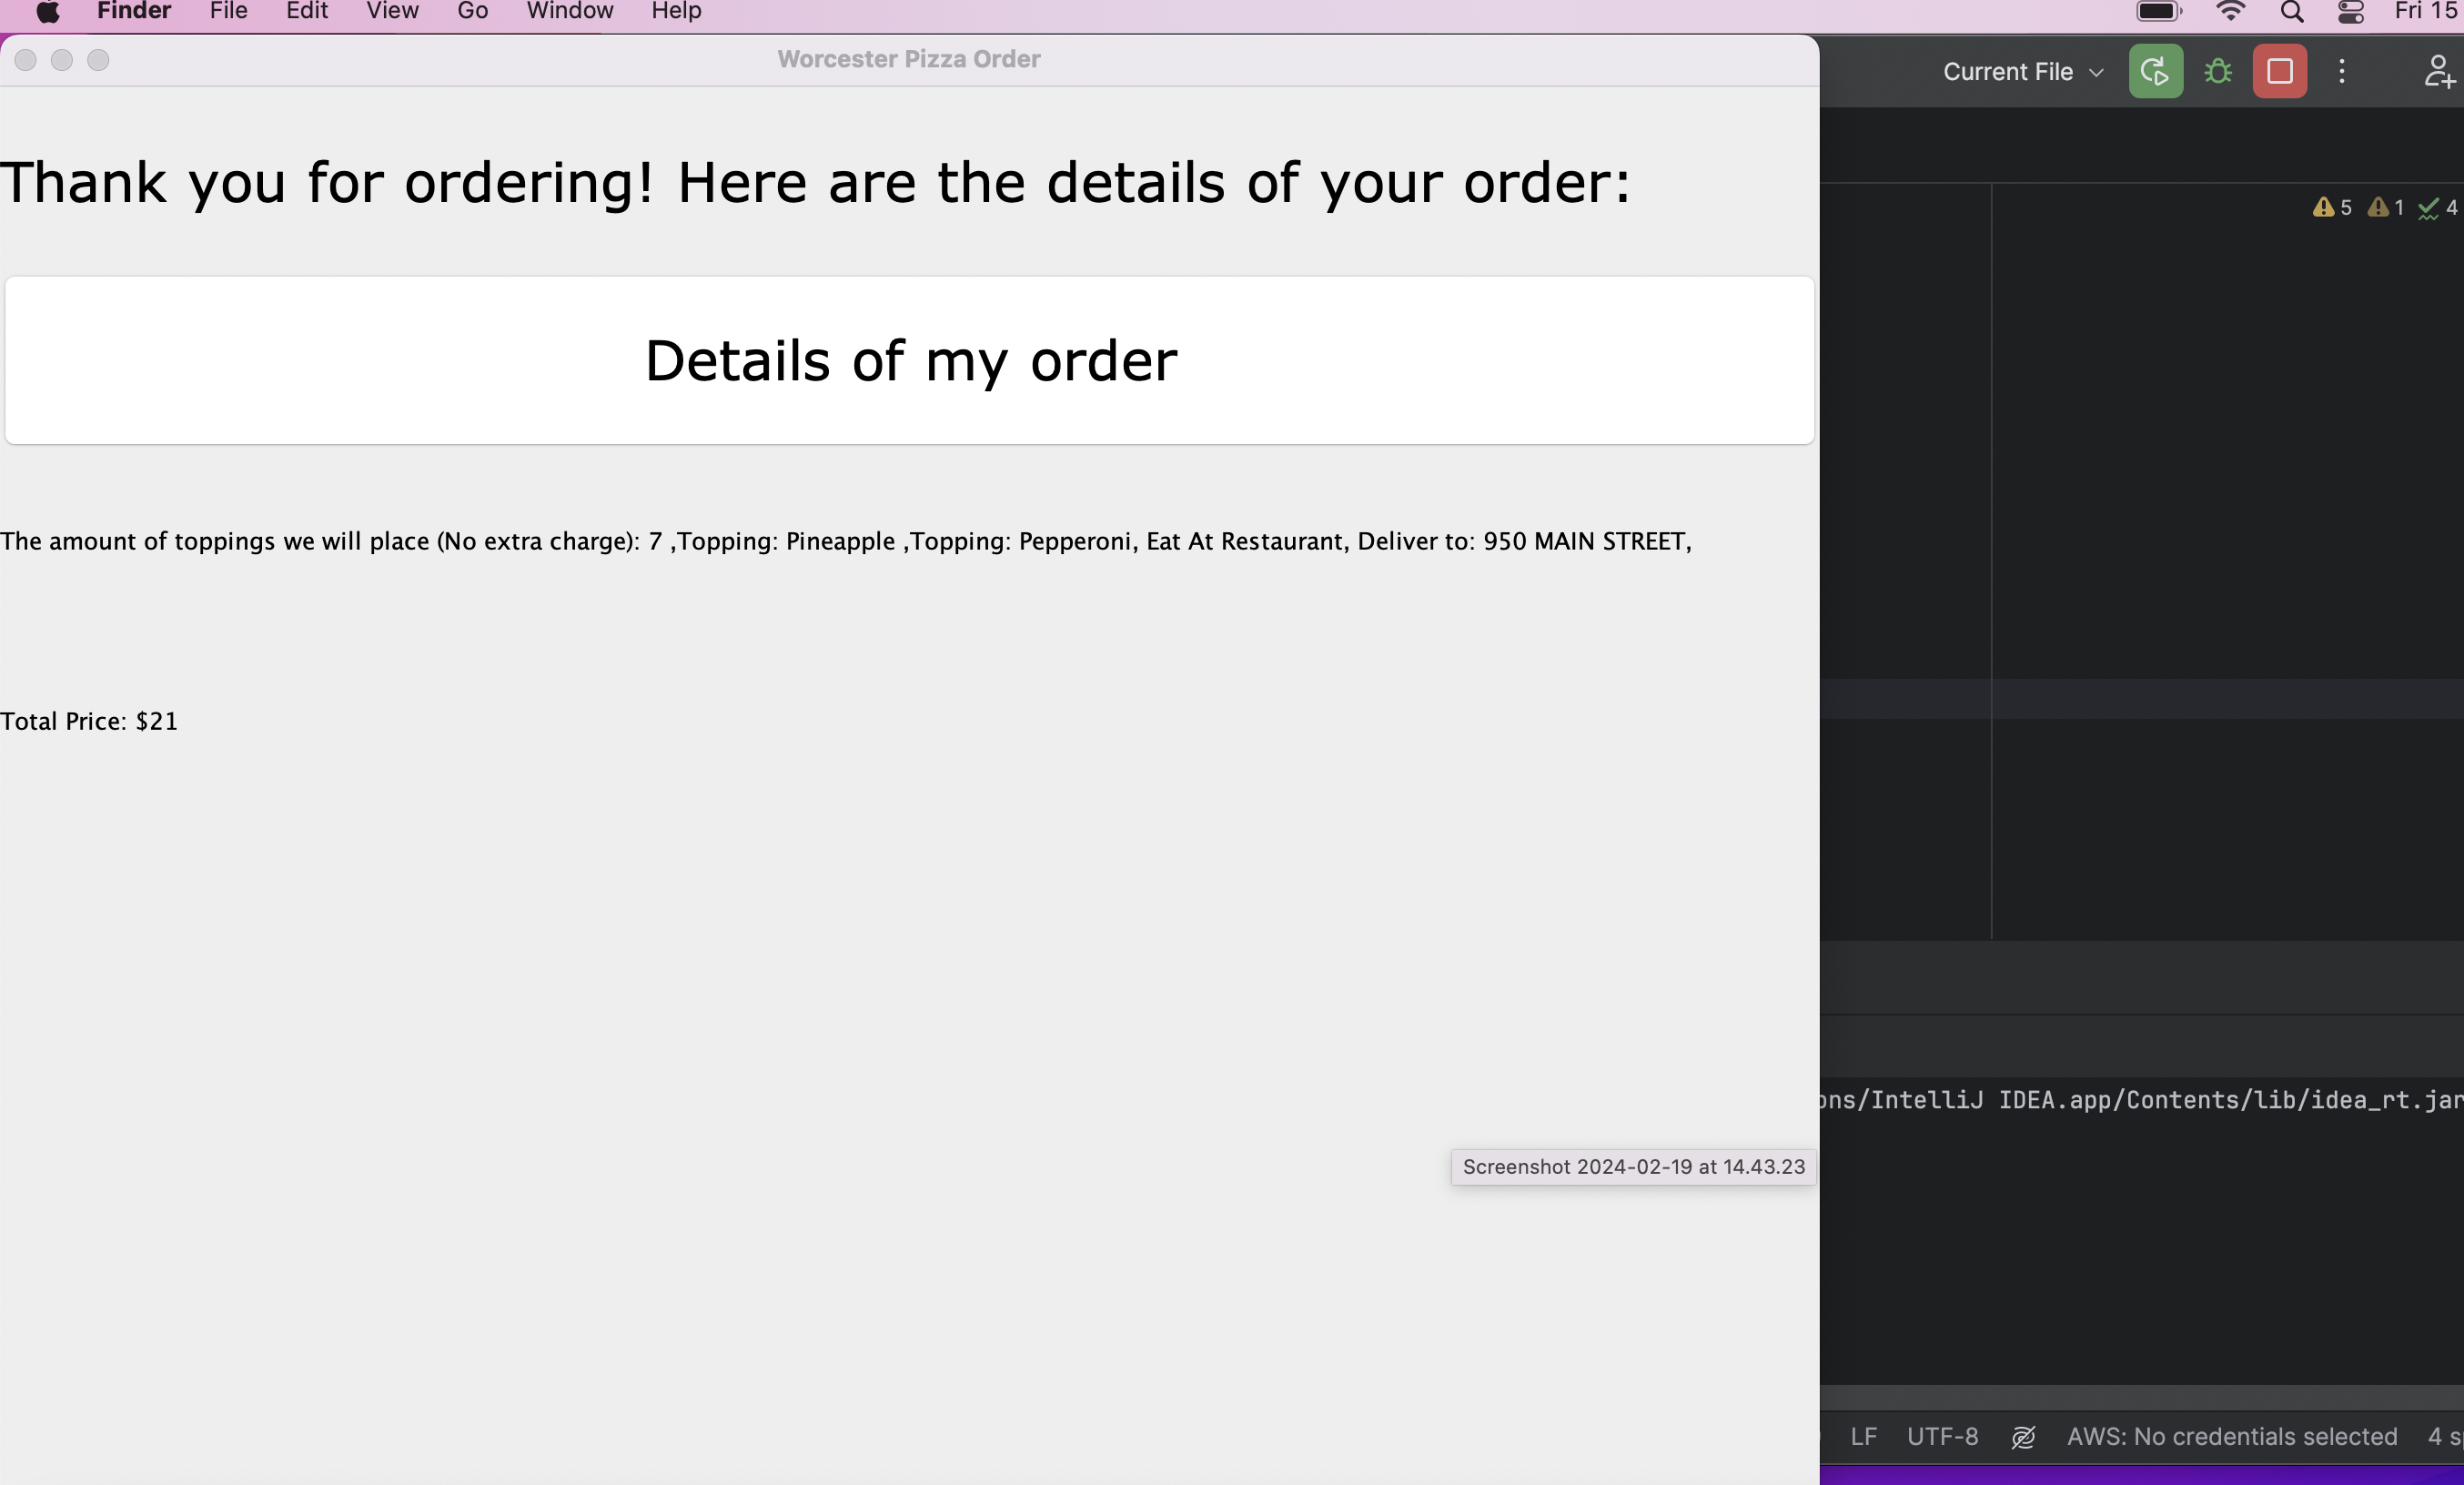 Finder File Edit View Go Window Help Fri 15
Worcester Pizza Order
Current File
Thank you for ordering! Here are the details of your order:
5 1 4
Details of my order
The amount of toppings we will place (No extra charge): 7 ,Topping: Pineapple ,Topping: Pepperoni, Eat At Restaurant, Deliver to: 950 MAIN STREET,
Total Price: $21
ons/IntelliJ IDEA.app/Contents/lib/idea_rt.jar
Screenshot 2024-02-19 at 14.43.23
LF UTF-8 AWS: No credentials selected 4 s